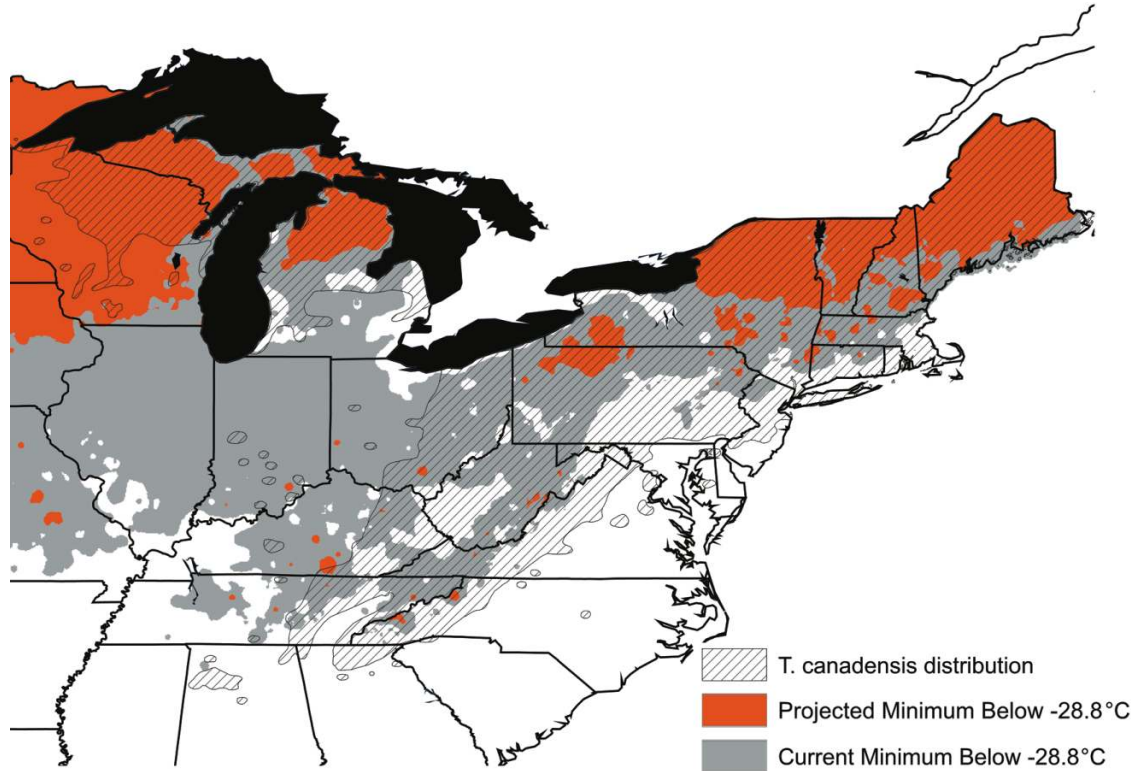 T. canadensis distribution
Projected Minimum Below -28.8°C
Current Minimum Below -28.8°C